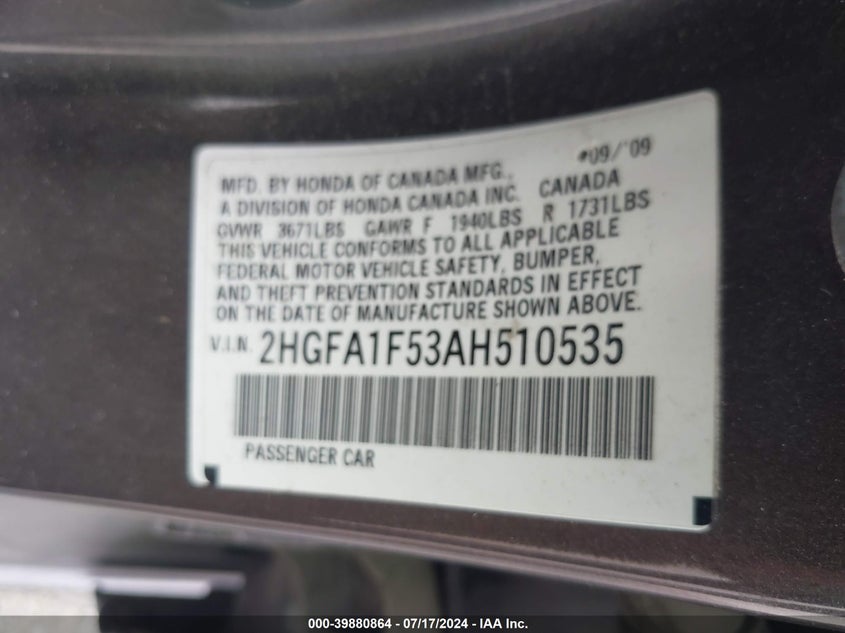 *09/'09
MFD. BY HONDA OF CANADA MFG.,
A DIVISION OF HONDA CANADA INC. CANADA
GVWR 3671LBS GAWR F 1940LBS R 1731LBS
THIS VEHICLE CONFORMS TO ALL APPLICABLE
FEDERAL MOTOR VEHICLE SAFETY, BUMPER,
AND THEFT PREVENTION STANDARDS IN EFFECT
ON THE DATE OF MANUFACTURE SHOWN ABOVE.
V.I.N. 2HGFA1F53AH510535
PASSENGER CAR
000-39880864 / 07/17/2024 - IAA Inc.